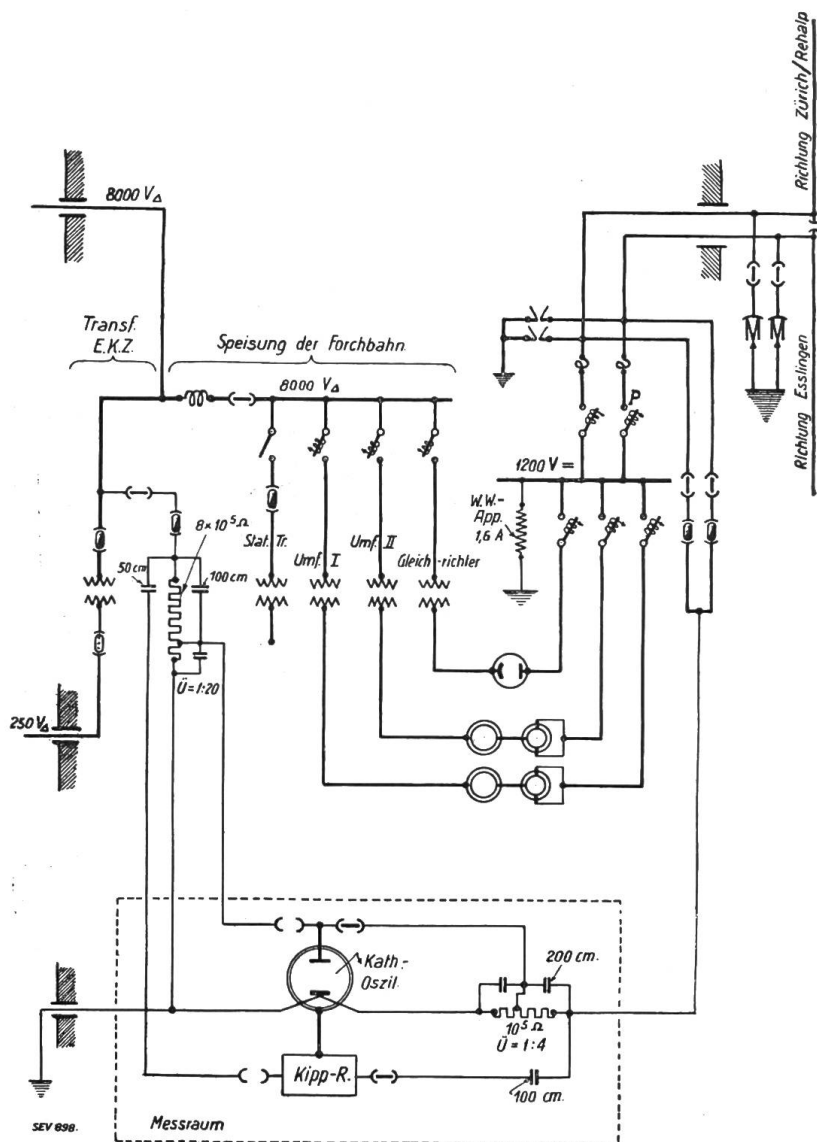 Richtung Zürich/Rehalp
8000 V△
Transf.
E.K.Z.
Speisung der Forchbahn
8000 V△
Richtung Esslingen
P
1200 V =
W.W.-
App.
1,6 A
8×10⁵Ω
50 cm
100 cm
Stat. Tr.
Umf. I
Umf. II
Gleich-richter
Ü=1:20
250 V△
M
M
Kath.-
Oszil.
200 cm.
10⁵ Ω
Ü = 1:4
Kipp-R.
100 cm.
SEV 898.
Messraum